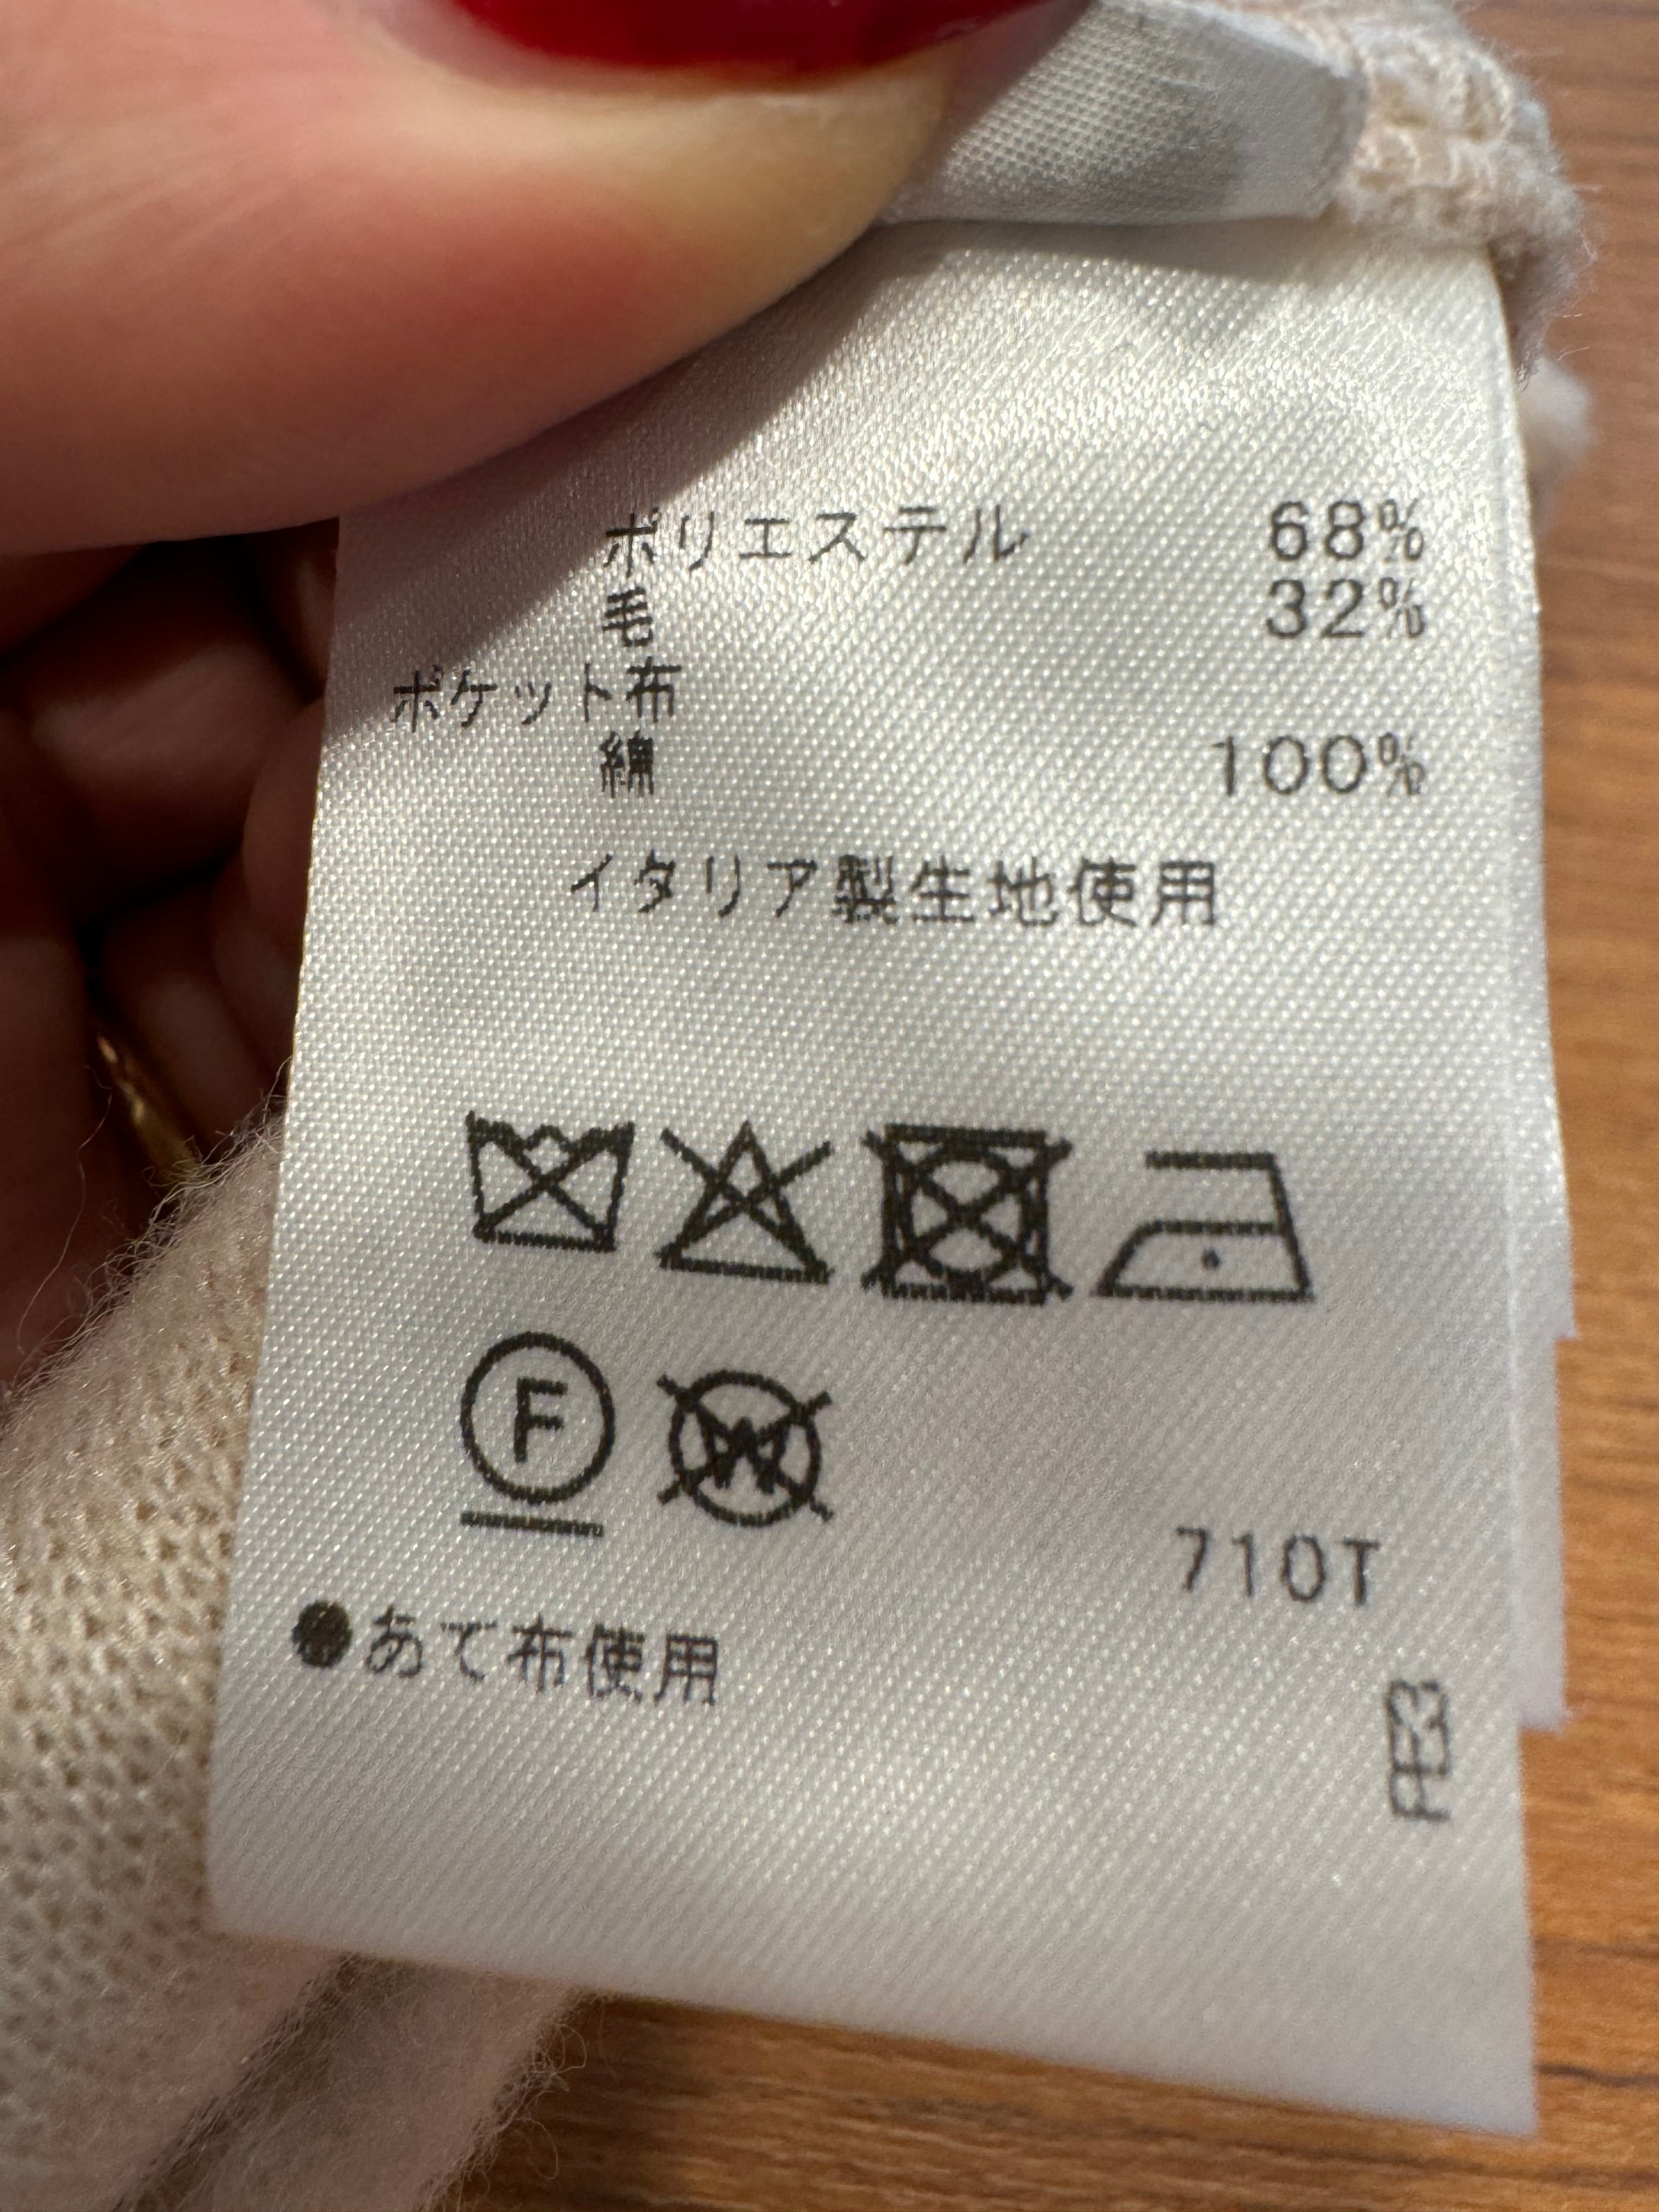 ポリエステル 68%
毛 32%
ポケット布
綿 100%
イタリア製生地使用
F W
710T
●あて布使用